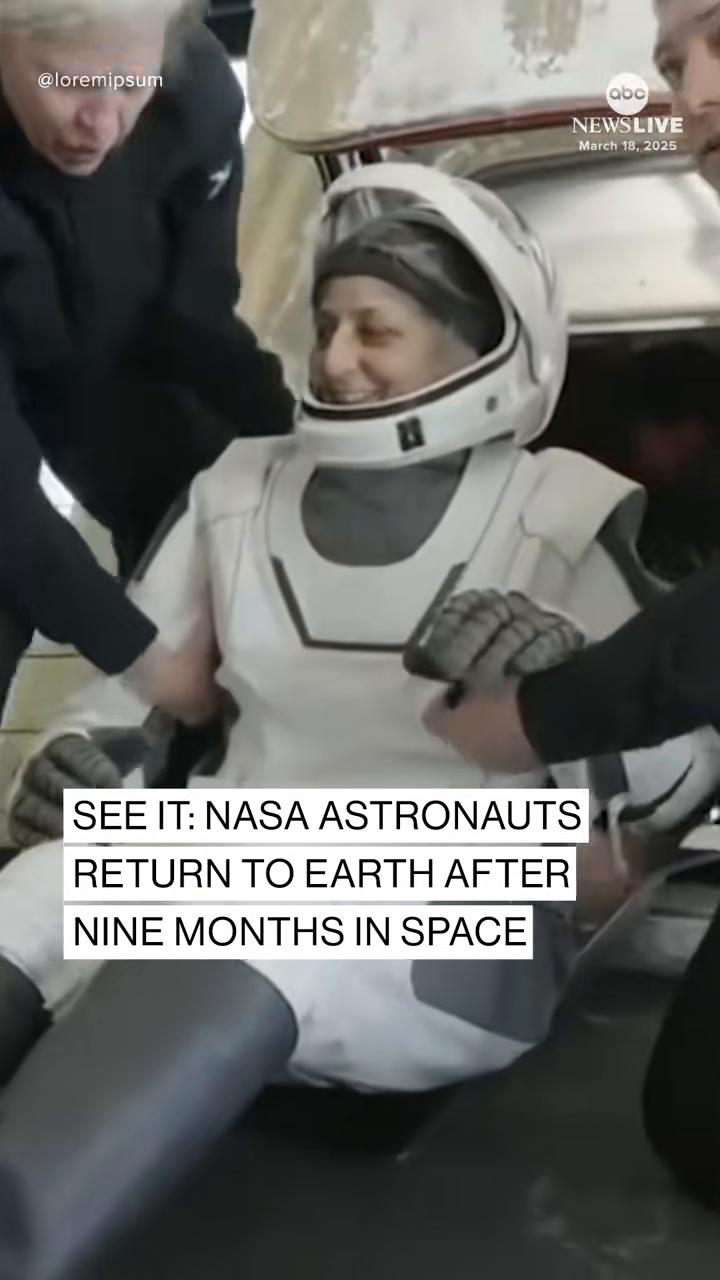 @loremipsum
abc
NEWSLIVE
March 18, 2025
SEE IT: NASA ASTRONAUTS
RETURN TO EARTH AFTER
NINE MONTHS IN SPACE